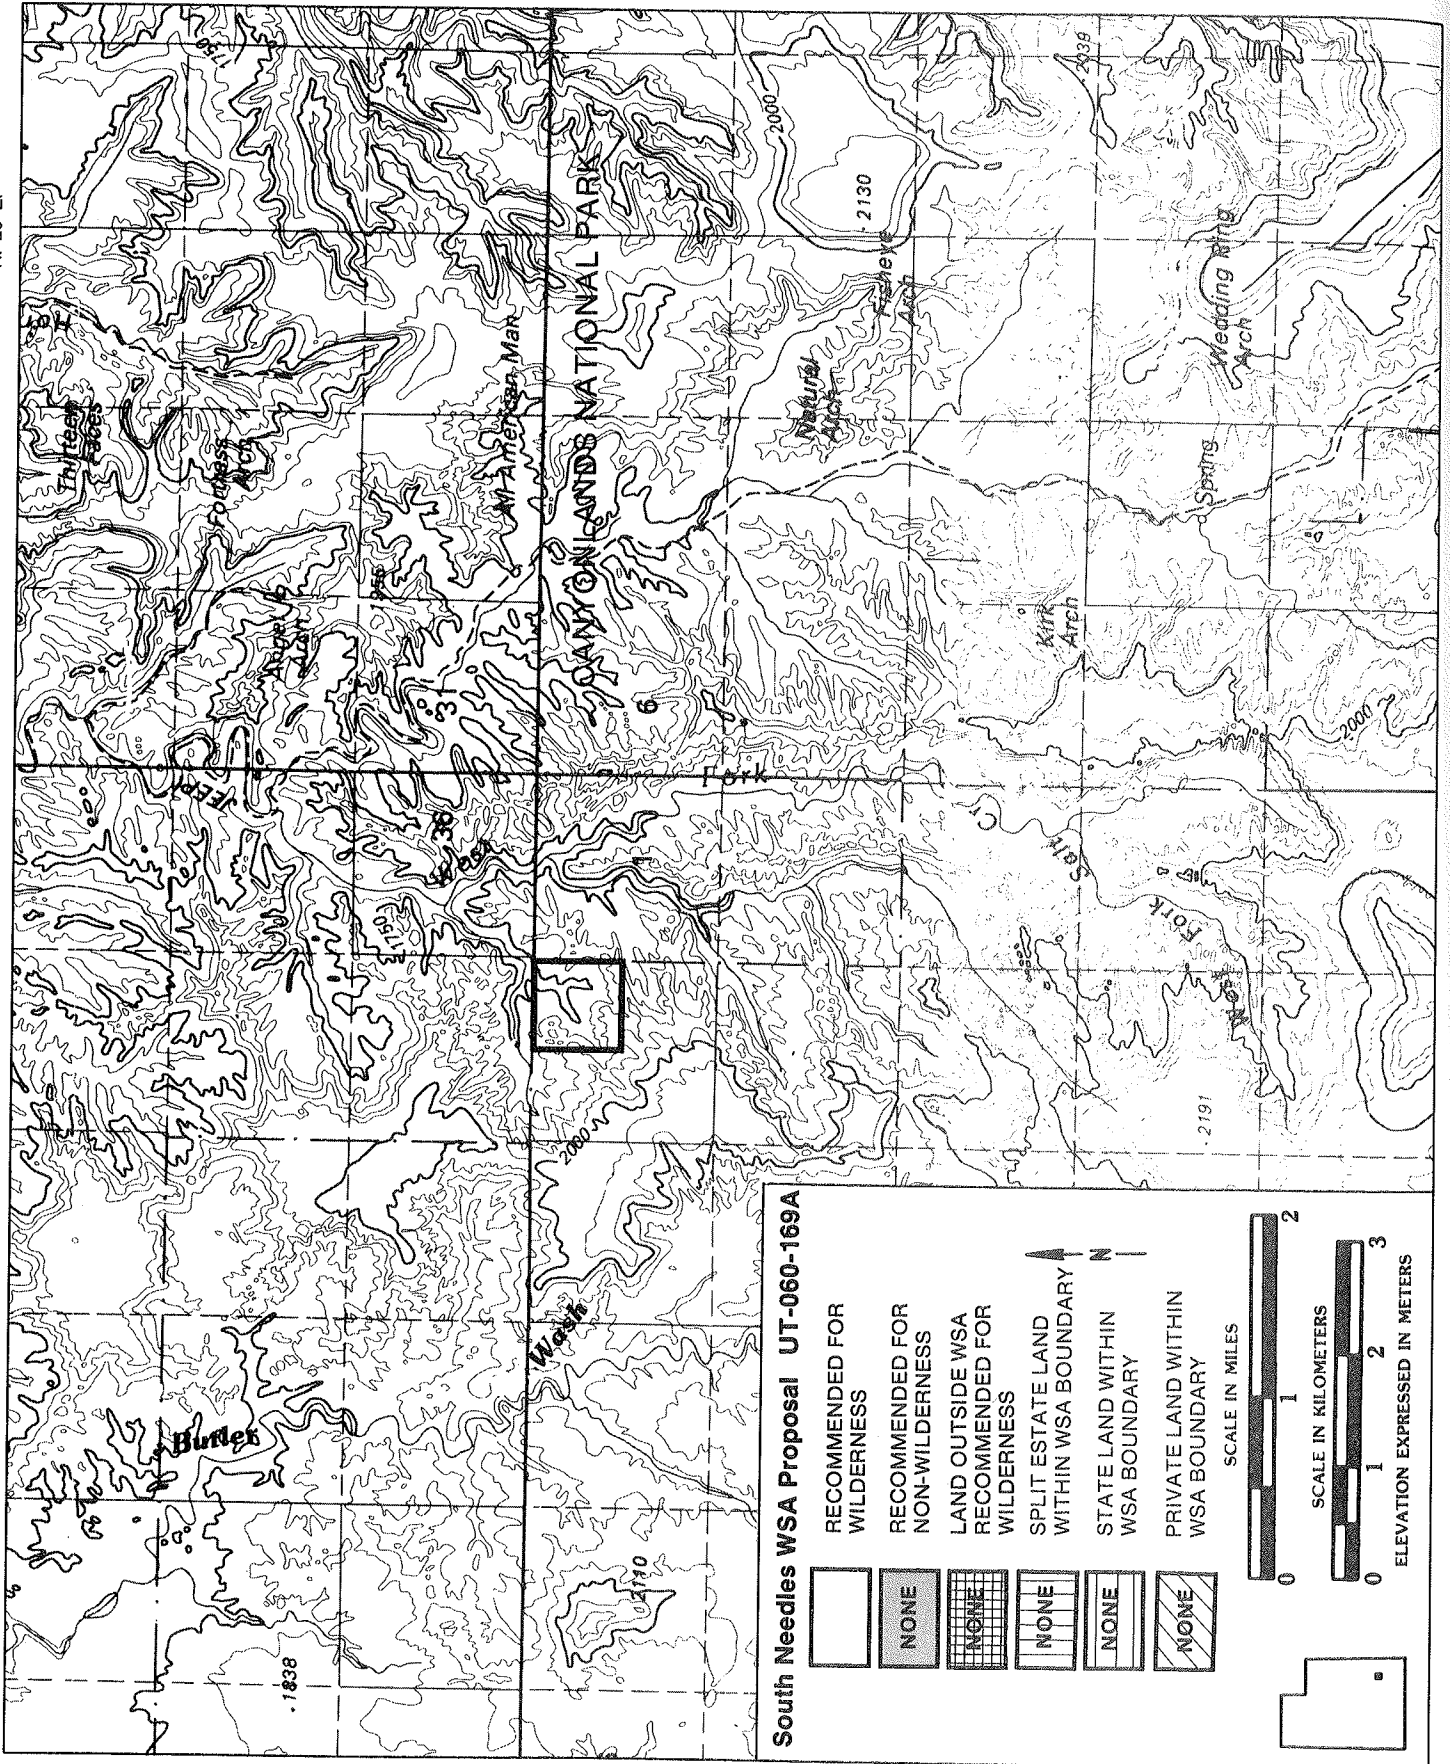 Butler
Wash
.1838
2110
2000
1750
JEEP
West
36
31
1
6
Fork
Thirteen
Faces
Fortress
Arch
Angel
Arch
1956
All American Man
CANYONLANDS NATIONAL PARK
1750
2000
.2130
Fisheye
Arch
Natural
Arch
2039
Wedding Ring
Arch
Spring
Kirk
Arch
Salt
Cr
West
Fork
2000
.2191
South Needles WSA Proposal UT-060-169A
RECOMMENDED FOR
WILDERNESS
NONE
RECOMMENDED FOR
NON-WILDERNESS
NONE
LAND OUTSIDE WSA
RECOMMENDED FOR
WILDERNESS
NONE
SPLIT ESTATE LAND
WITHIN WSA BOUNDARY
NONE
STATE LAND WITHIN
WSA BOUNDARY
NONE
PRIVATE LAND WITHIN
WSA BOUNDARY
N
SCALE IN MILES
0 1 2
SCALE IN KILOMETERS
0 1 2 3
ELEVATION EXPRESSED IN METERS